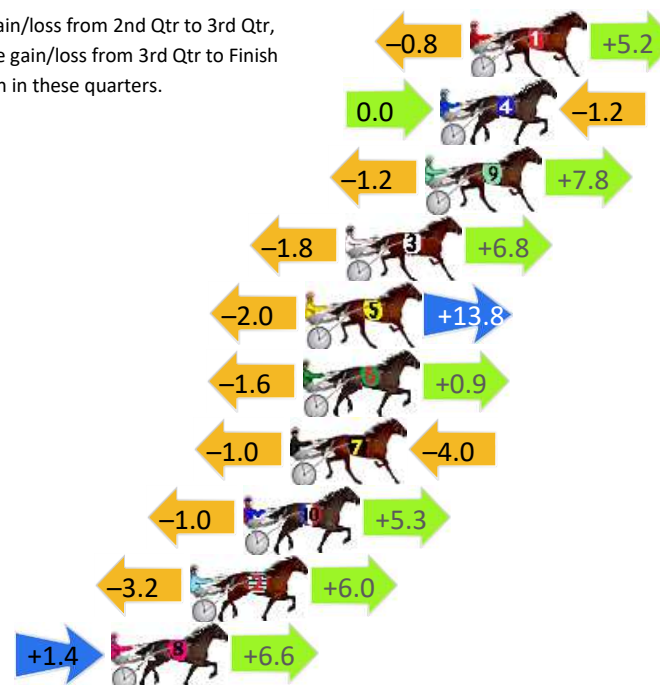 ain/loss from 2nd Qtr to 3rd Qtr,
e gain/loss from 3rd Qtr to Finish
n in these quarters.
–0.8 1 +5.2
0.0 4 –1.2
–1.2 9 +7.8
–1.8 3 +6.8
–2.0 5 +13.8
–1.6 6 +0.9
–1.0 7 –4.0
–1.0 10 +5.3
–3.2 2 +6.0
+1.4 8 +6.6